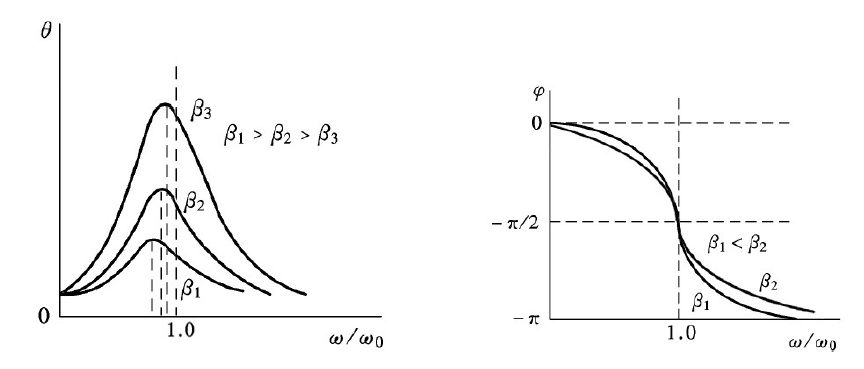 θ
β₃
β₁ > β₂ > β₃
β₂
β₁
0
1.0
ω/ω₀
φ
0
−π/2
β₁ < β₂
β₂
β₁
−π
1.0
ω/ω₀